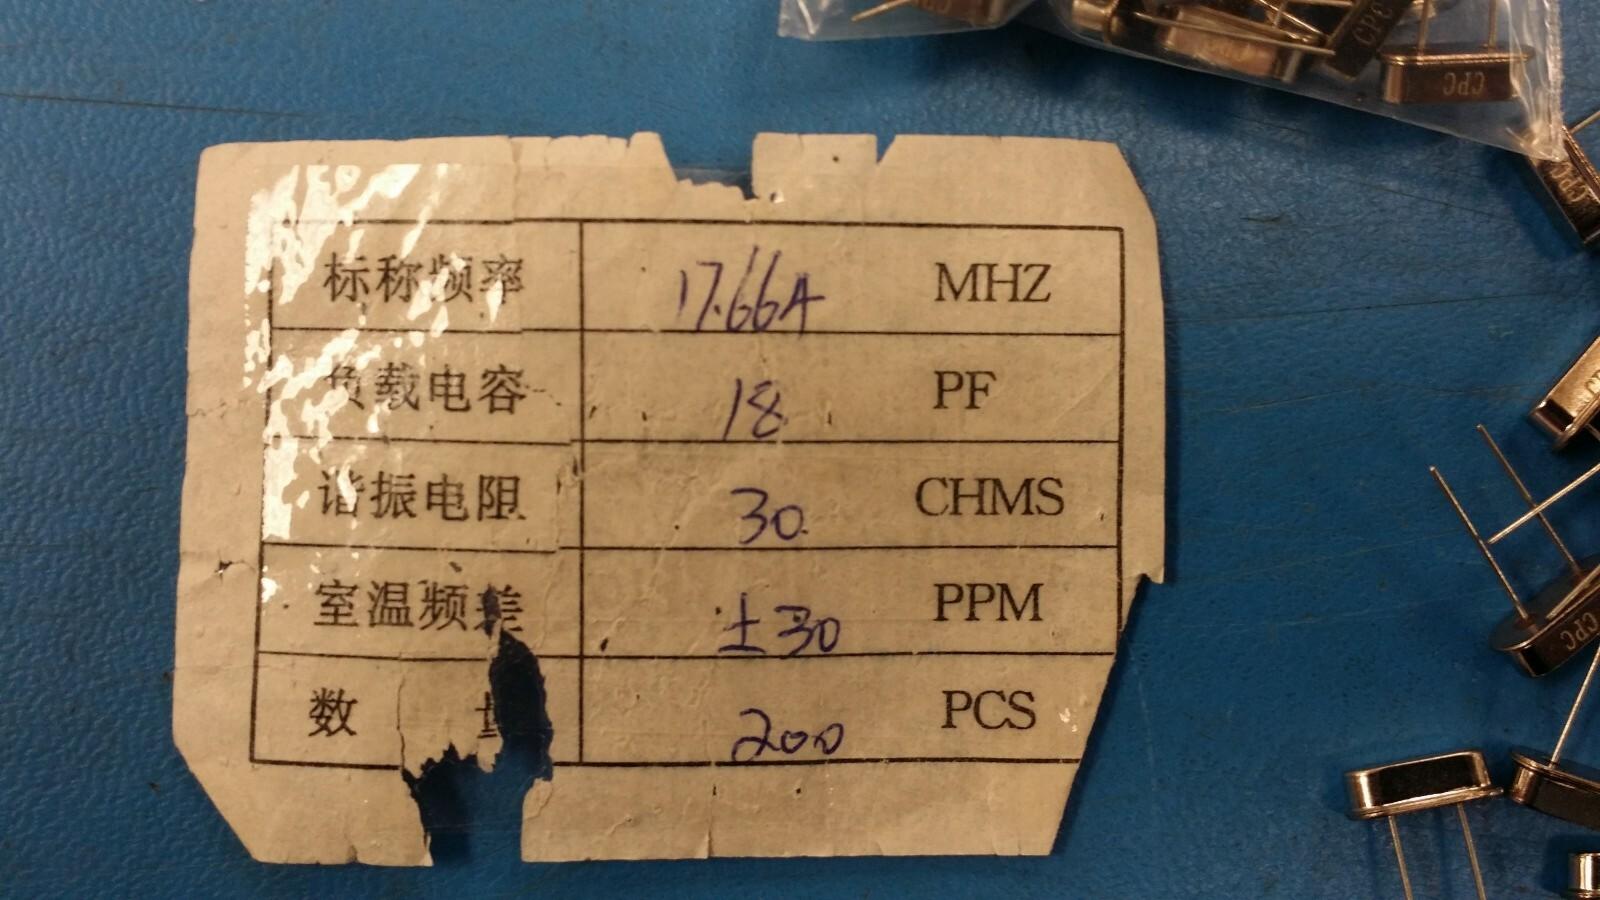 CPC
CPC
CPC
标称频率 17.664 MHZ
负载电容 18 PF
谐振电阻 30 CHMS
室温频差 ±30 PPM
CPC
数 200 PCS